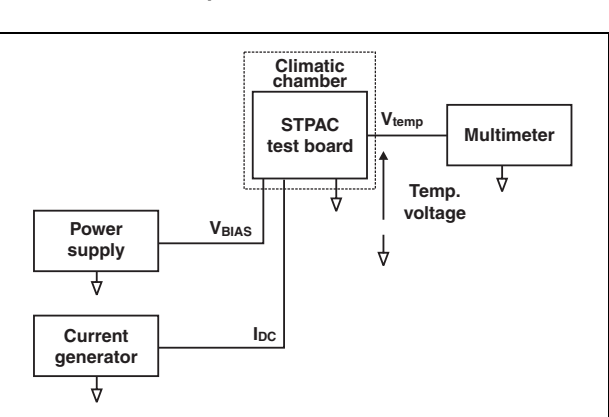 Climatic
chamber
STPAC
test board
Vtemp
Multimeter
Temp.
voltage
Power
supply
VBIAS
Current
generator
IDC